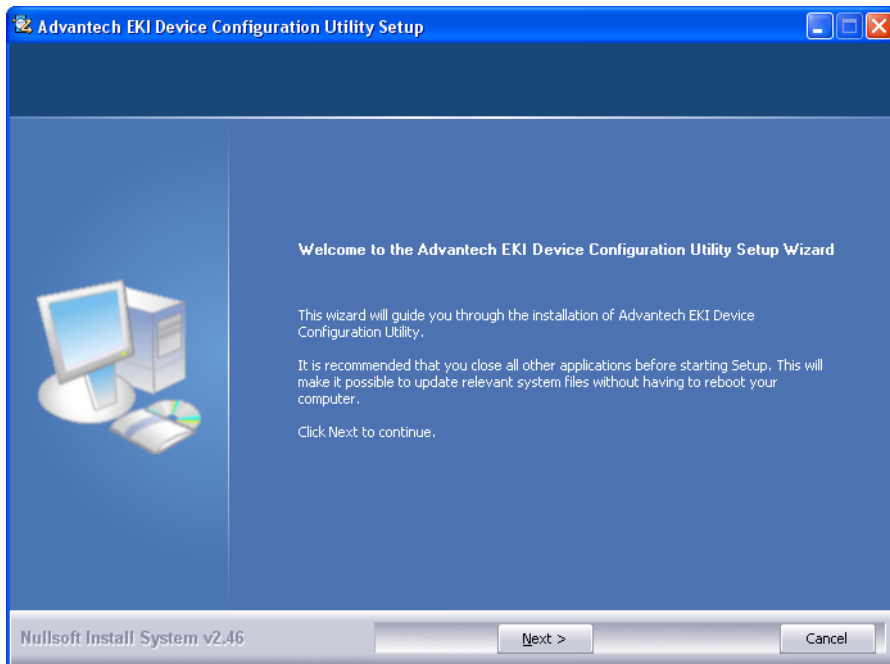 Advantech EKI Device Configuration Utility Setup
Welcome to the Advantech EKI Device Configuration Utility Setup Wizard
This wizard will guide you through the installation of Advantech EKI Device
Configuration Utility.
It is recommended that you close all other applications before starting Setup. This will
make it possible to update relevant system files without having to reboot your
computer.
Click Next to continue.
Nullsoft Install System v2.46
Next >
Cancel